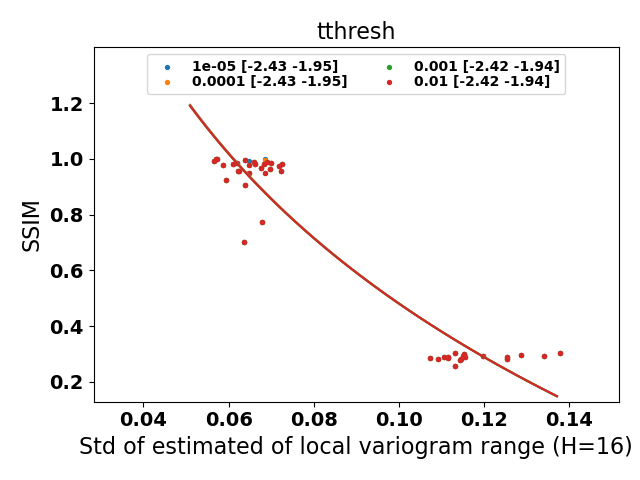 tthresh
1e-05 [-2.43 -1.95]
0.0001 [-2.43 -1.95]
0.001 [-2.42 -1.94]
0.01 [-2.42 -1.94]
1.2
1.0
0.8
0.6
0.4
0.2
SSIM
0.04 0.06 0.08 0.10 0.12 0.14
Std of estimated of local variogram range (H=16)